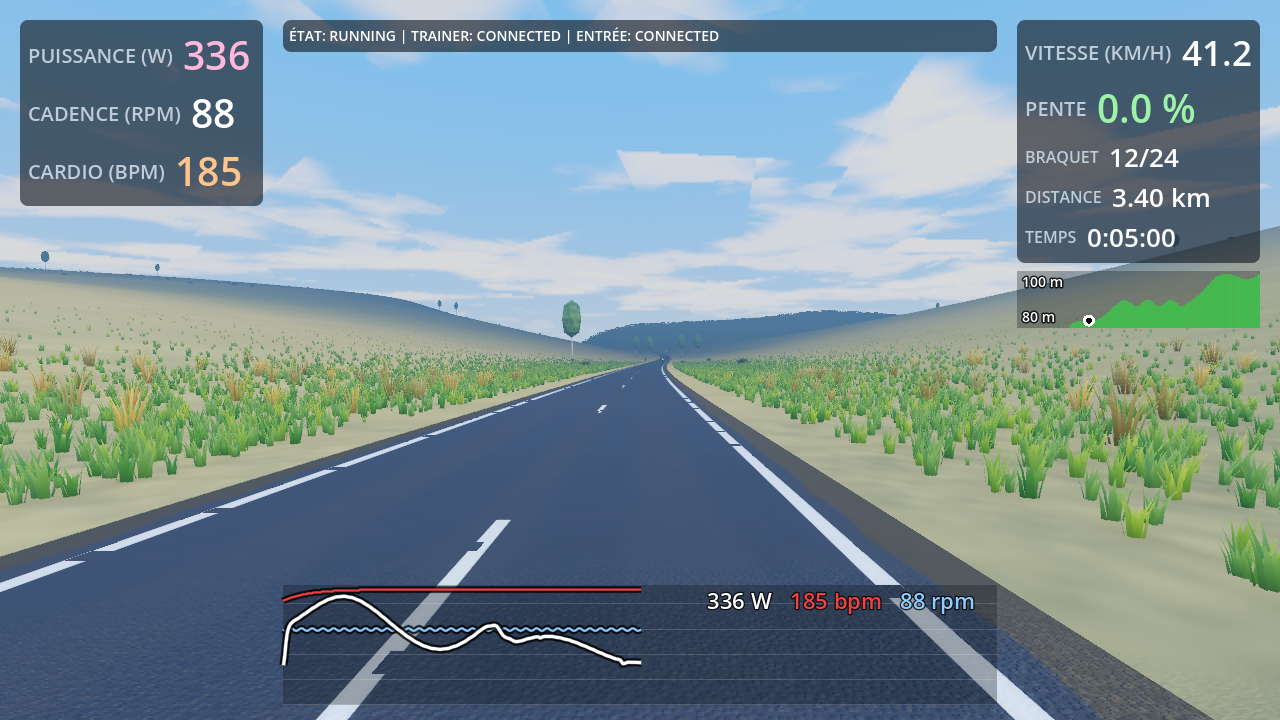 PUISSANCE (W) 336
CADENCE (RPM) 88
CARDIO (BPM) 185
ÉTAT: RUNNING | TRAINER: CONNECTED | ENTRÉE: CONNECTED
VITESSE (KM/H) 41.2
PENTE 0.0 %
BRAQUET 12/24
DISTANCE 3.40 km
TEMPS 0:05:00
100 m
80 m
336 W 185 bpm 88 rpm